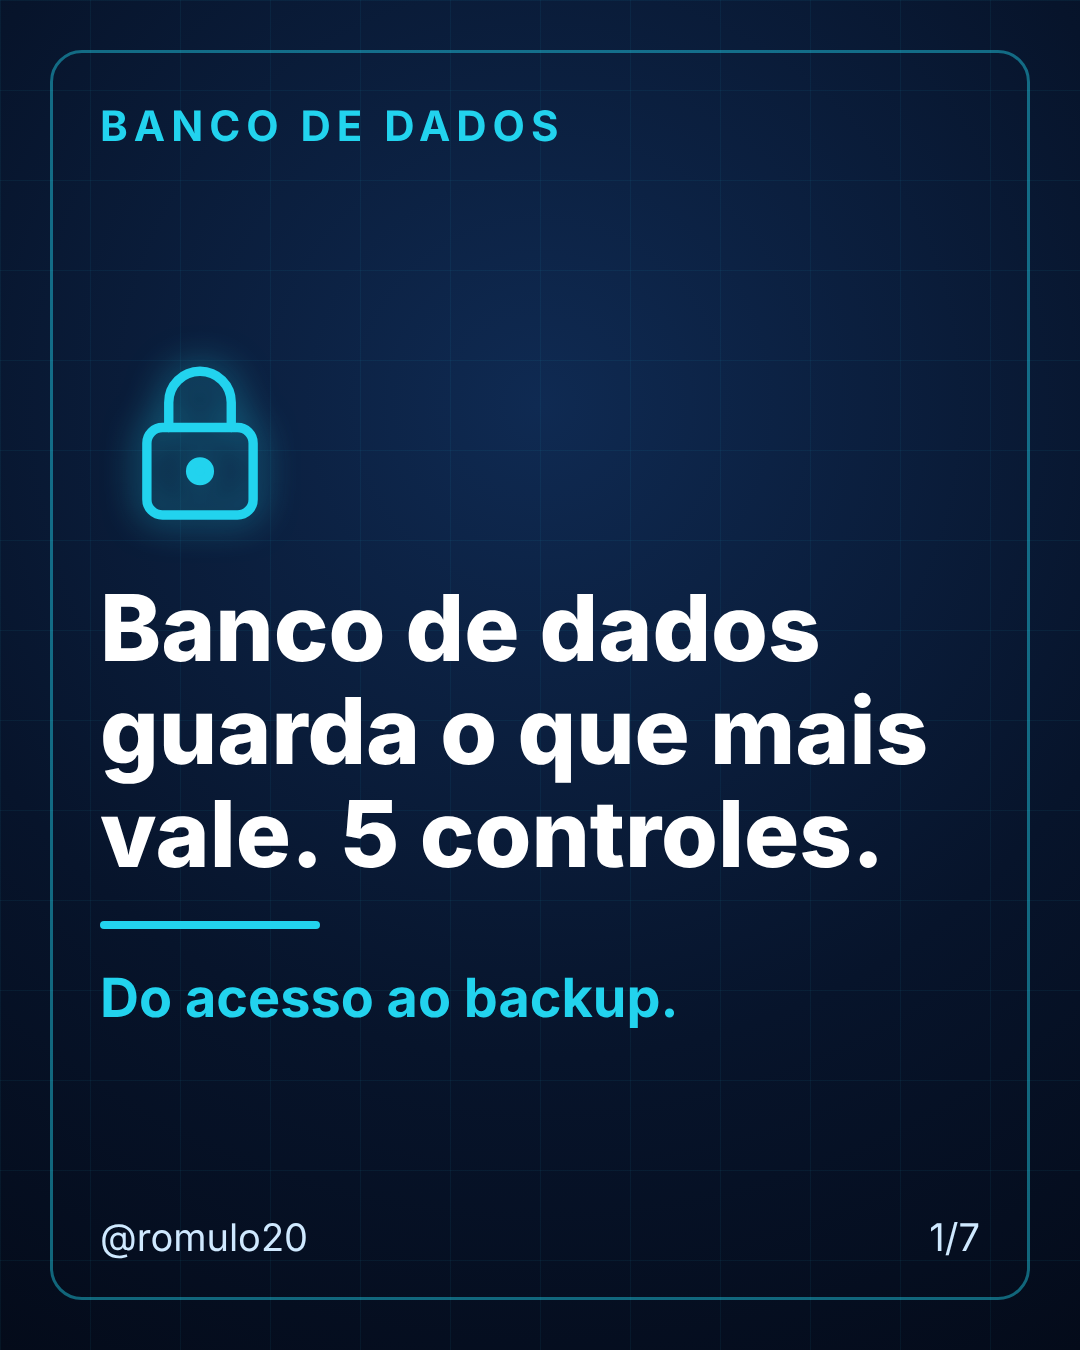 BANCO DE DADOS
Banco de dados
guarda o que mais
vale. 5 controles.
Do acesso ao backup.
@romulo20
1/7